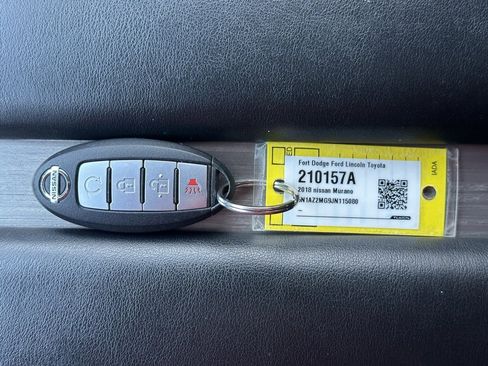 Fort Dodge Ford Lincoln Toyota
210157A
2018 nissan Murano
5N1AZ2MG9JN115080
NISSAN
IADA